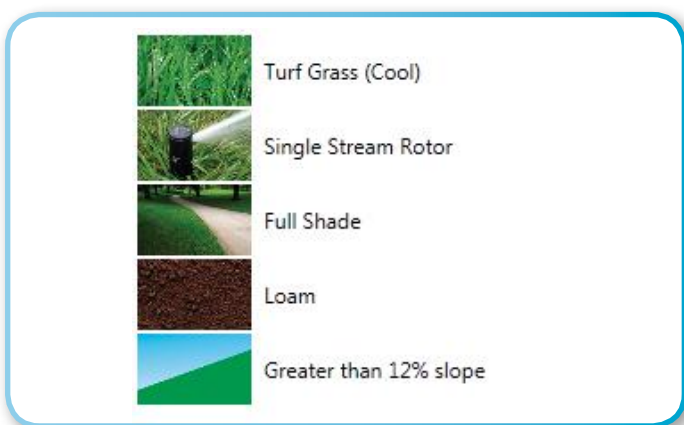 Turf Grass (Cool)
Single Stream Rotor
Full Shade
Loam
Greater than 12% slope